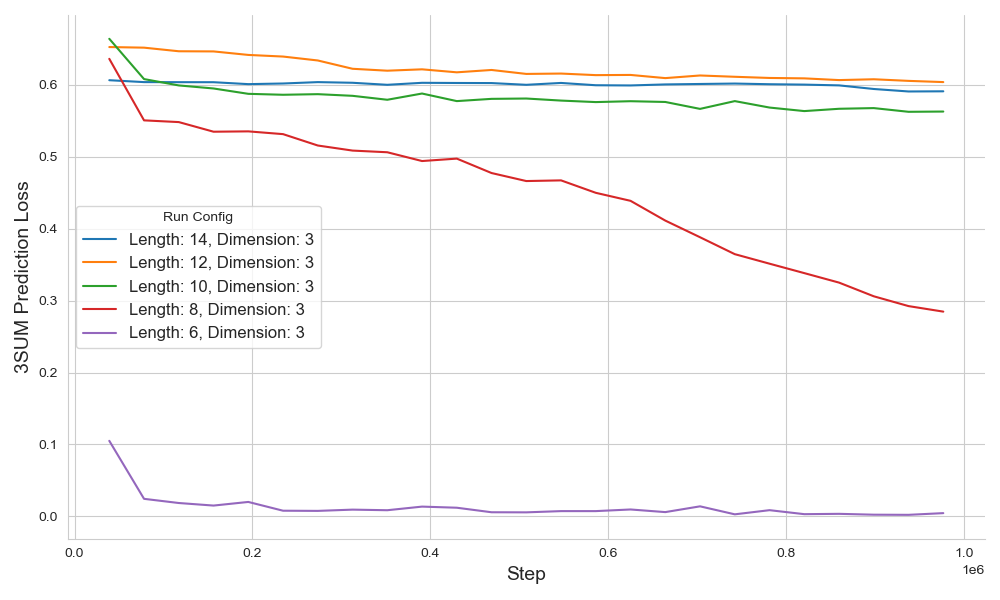 0.6
0.5
0.4
0.3
0.2
0.1
0.0
3SUM Prediction Loss
Run Config
Length: 14, Dimension: 3
Length: 12, Dimension: 3
Length: 10, Dimension: 3
Length: 8, Dimension: 3
Length: 6, Dimension: 3
0.0 0.2 0.4 0.6 0.8 1.0
1e6
Step